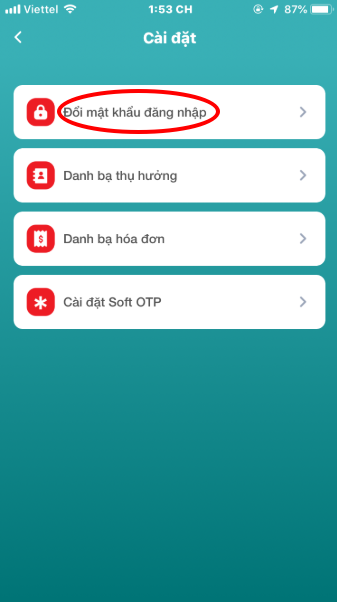 Viettel 1:53 CH 87%
Cài đặt
Đổi mật khẩu đăng nhập
Danh bạ thụ hưởng
Danh bạ hóa đơn
Cài đặt Soft OTP